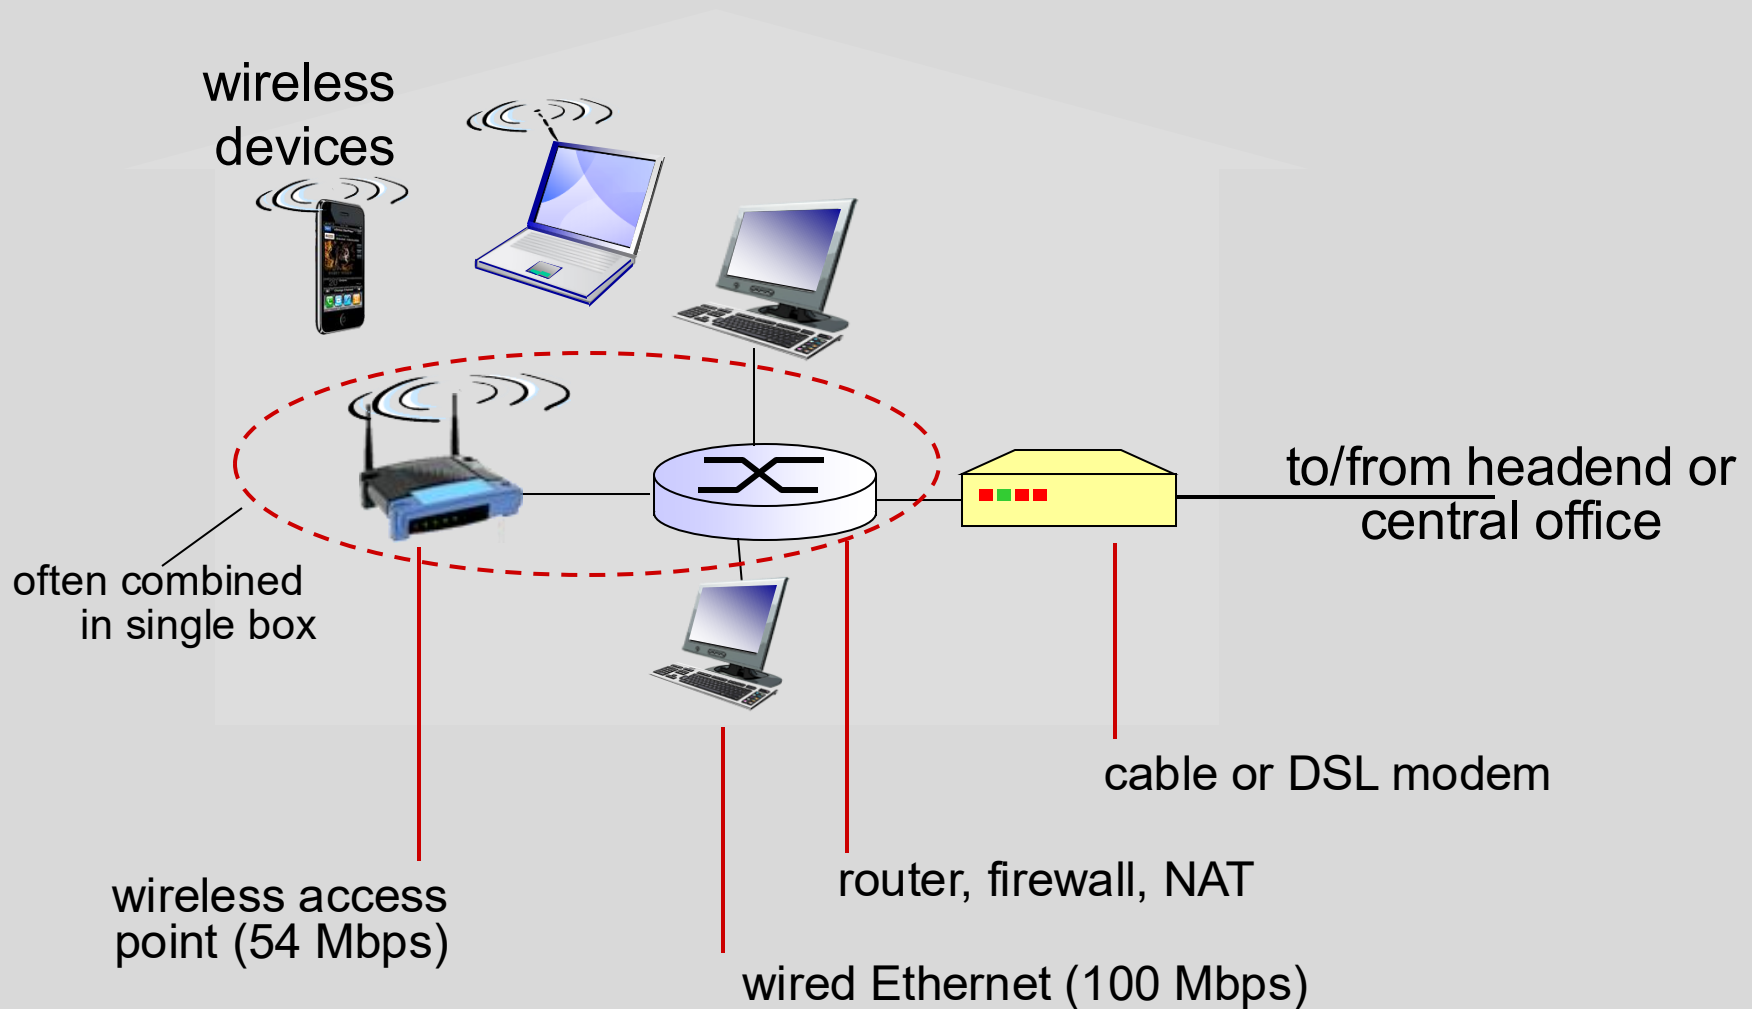 wireless
devices
to/from headend or
central office
often combined
in single box
cable or DSL modem
router, firewall, NAT
wireless access
point (54 Mbps)
wired Ethernet (100 Mbps)